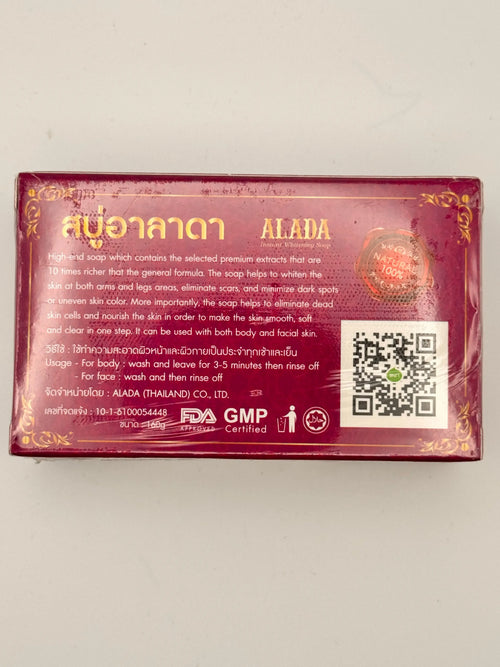 สบู่อาลาดา
ALADA
Instant Whitening Soap
NATURAL
100%
High-end soap which contains the selected premium extracts that are
10 times richer that the general formula. The soap helps to whiten the
skin at both arms and legs areas, eliminate scars, and minimize dark spots
or uneven skin color. More importantly, the soap helps to eliminate dead
skin cells and nourish the skin in order to make the skin smooth, soft
and clear in one step. It can be used with both body and facial skin.
วิธีใช้ : ใช้ทำความสะอาดผิวหน้าและผิวกายเป็นประจำทุกเช้าและเย็น
Usage - For body : wash and leave for 3-5 minutes then rinse off
- For face : wash and then rinse off
จัดจำหน่ายโดย : ALADA (THAILAND) CO., LTD.
เลขที่จดแจ้ง : 10-1-6100054448
ขนาด : 160g
FDA
APPROVED
GMP
Certified